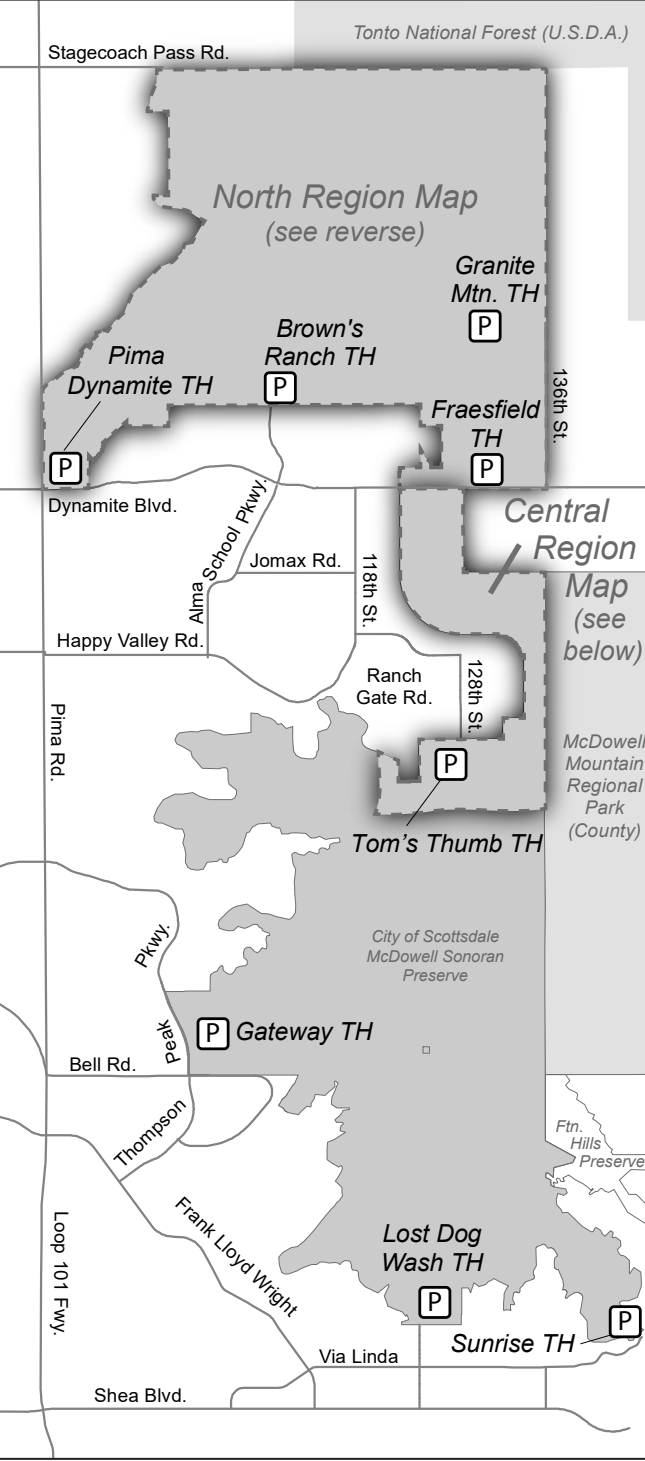 Tonto National Forest (U.S.D.A.)
Stagecoach Pass Rd.
North Region Map
(see reverse)
Granite
Mtn. TH
P
Brown's
Ranch TH
P
Pima
Dynamite TH
P
136th St.
Fraesfield
TH
P
Dynamite Blvd.
Central
Region
Map
(see
below)
Alma School Pkwy.
Jomax Rd.
118th St.
Happy Valley Rd.
Ranch
Gate Rd.
128th St.
Pima Rd.
McDowell
Mountain
Regional
Park
(County)
P
Tom's Thumb TH
City of Scottsdale
McDowell Sonoran
Preserve
Thompson Peak Pkwy.
P
Gateway TH
Bell Rd.
Ftn.
Hills
Preserve
Loop 101 Fwy.
Frank Lloyd Wright
Lost Dog
Wash TH
P
Sunrise TH
P
Via Linda
Shea Blvd.